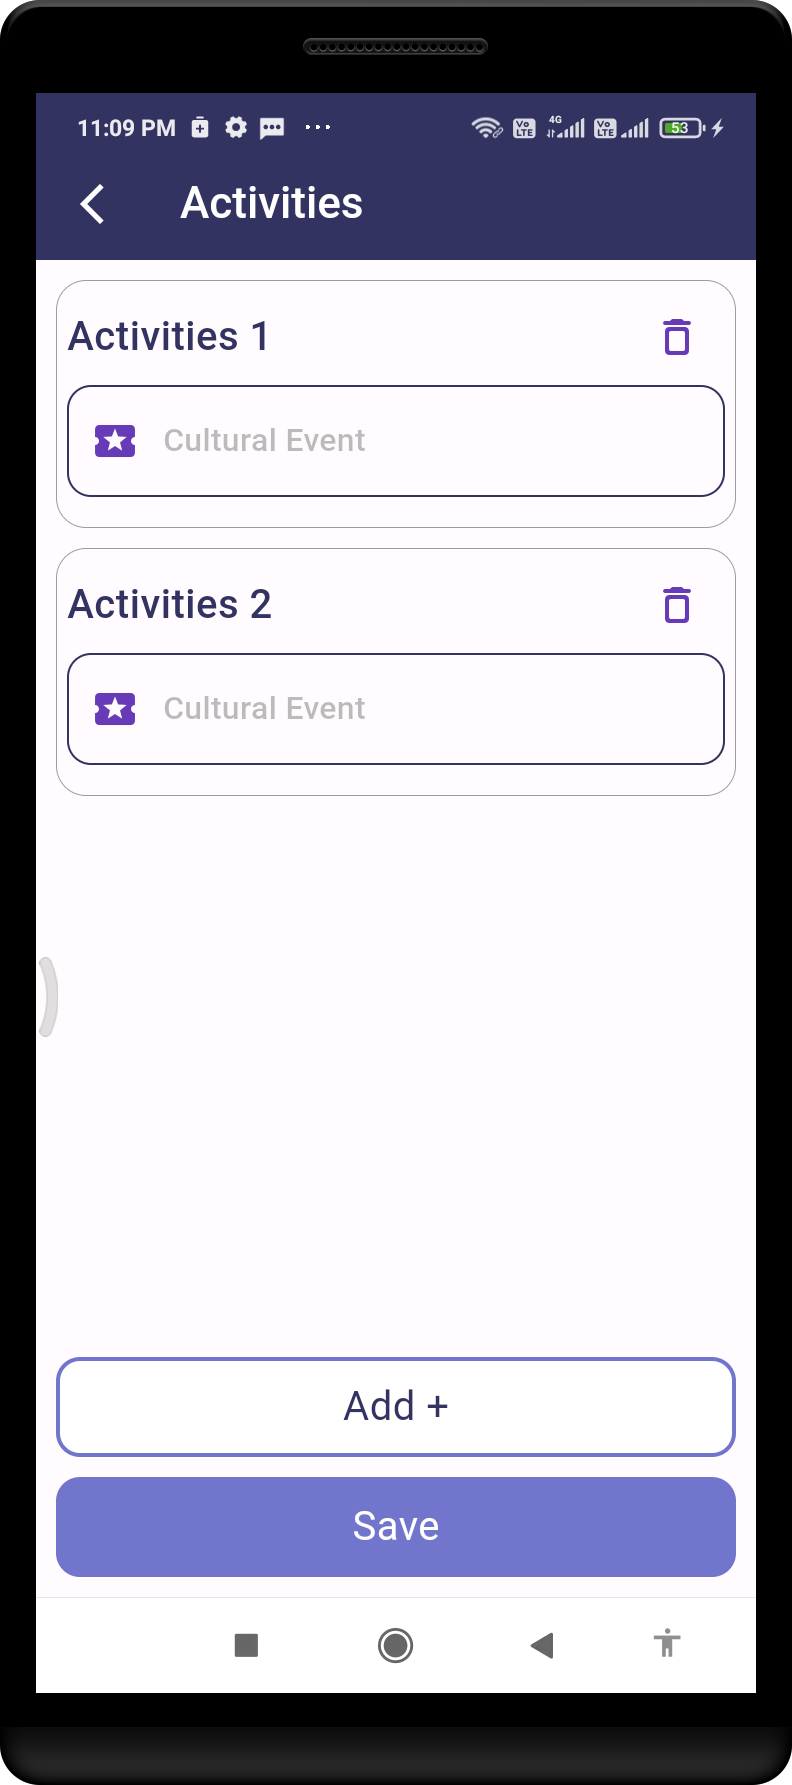 11:09 PM ... Vo LTE 4G Vo LTE 53
Activities
Activities 1
Cultural Event
Activities 2
Cultural Event
Add +
Save